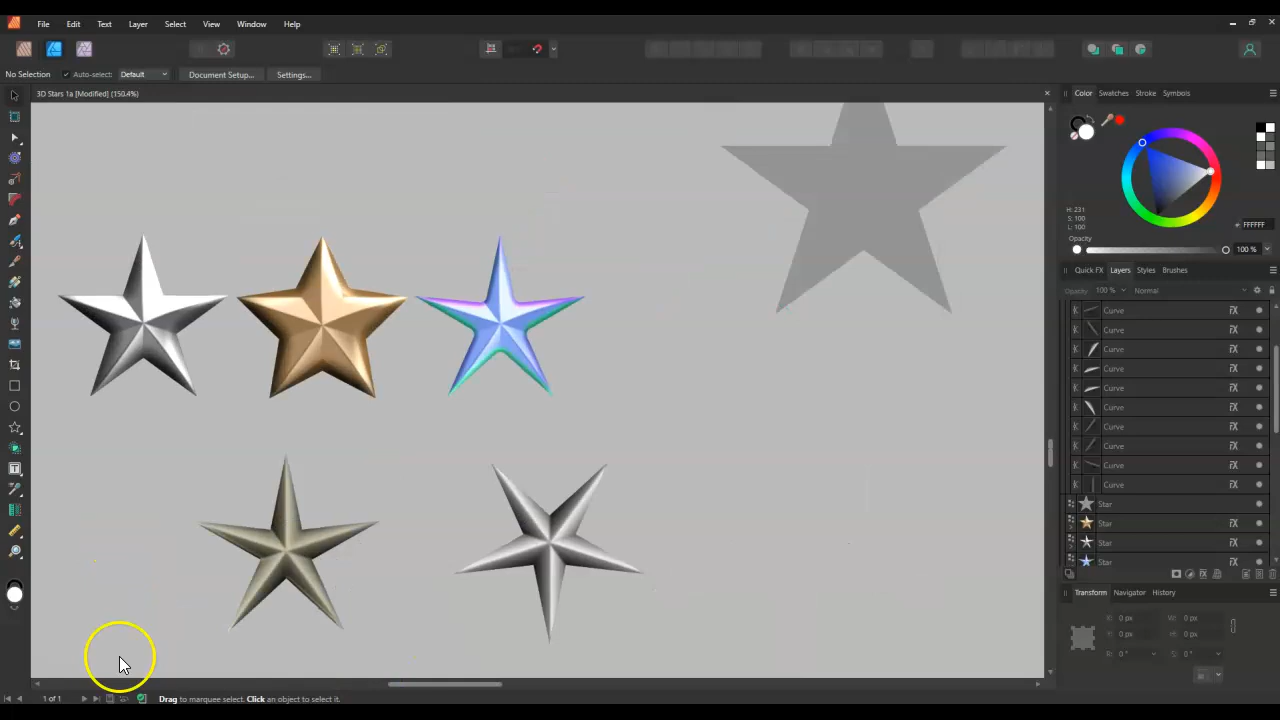 File Edit Text Layer Select View Window Help
No Selection Auto-select: Default Document Setup... Settings...
3D Stars 1a [Modified] (150.4%)
Color Swatches Stroke Symbols
H: 231
S: 100
L: 100
# FFFFFF
Opacity
100 %
Quick FX Layers Styles Brushes
Opacity: 100 % Normal
Curve
Curve
Curve
Curve
Curve
Curve
Curve
Curve
Curve
Curve
Star
Star
Star
Star
Transform Navigator History
X: 0 px W: 0 px
Y: 0 px H: 0 px
R: 0 ° S: 0 °
1 of 1 Drag to marquee select. Click an object to select it.